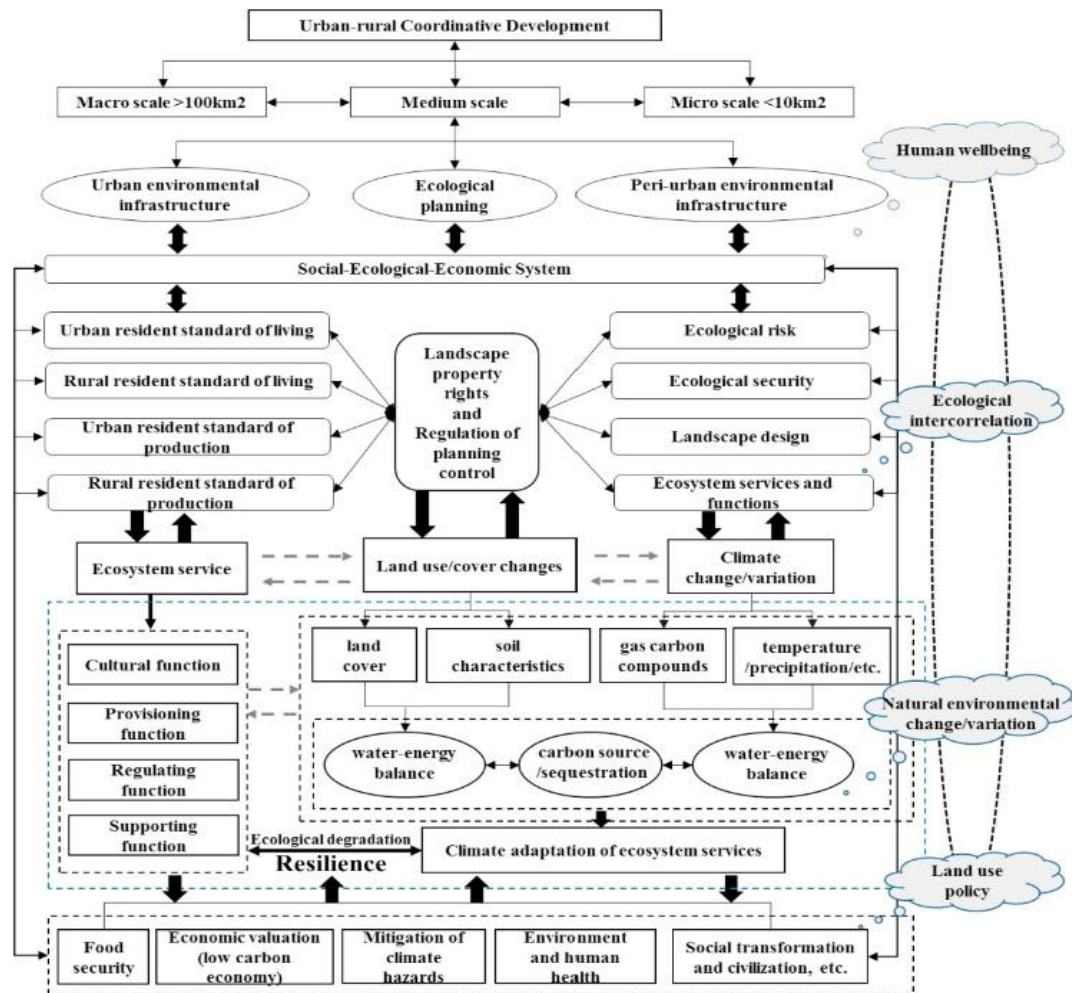 Urban-rural Coordinative Development
Macro scale >100km2
Medium scale
Micro scale <10km2
Human wellbeing
Urban environmental
infrastructure
Ecological
planning
Peri-urban environmental
infrastructure
Social-Ecological-Economic System
Urban resident standard of living
Rural resident standard of living
Urban resident standard of
production
Rural resident standard of
production
Landscape
property
rights
and
Regulation of
planning
control
Ecological risk
Ecological security
Landscape design
Ecosystem services and
functions
Ecological
intercorrelation
Ecosystem service
Land use/cover changes
Climate
change/variation
Cultural function
Provisioning
function
Regulating
function
Supporting
function
land
cover
soil
characteristics
gas carbon
compounds
temperature
/precipitation/etc.
Natural environmental
change/variation
water-energy
balance
carbon source
/sequestration
water-energy
balance
Ecological degradation
Resilience
Climate adaptation of ecosystem services
Land use
policy
Food
security
Economic valuation
(low carbon
economy)
Mitigation of
climate
hazards
Environment
and human
health
Social transformation
and civilization, etc.